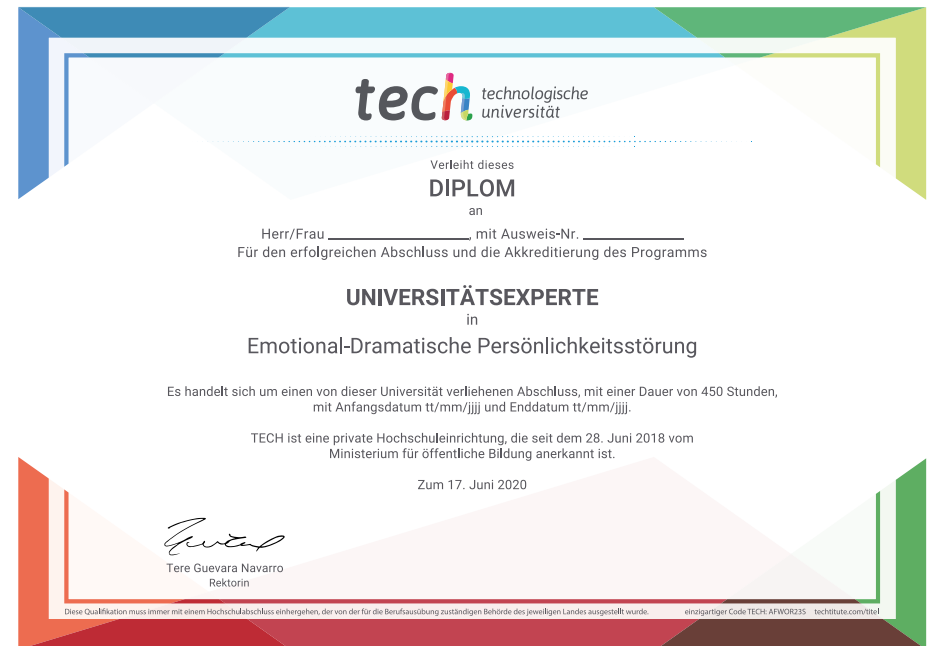 tech technologische
universität
Verleiht dieses
DIPLOM
an
Herr/Frau ____________________, mit Ausweis-Nr. ______________
Für den erfolgreichen Abschluss und die Akkreditierung des Programms
UNIVERSITÄTSEXPERTE
in
Emotional-Dramatische Persönlichkeitsstörung
Es handelt sich um einen von dieser Universität verliehenen Abschluss, mit einer Dauer von 450 Stunden,
mit Anfangsdatum tt/mm/jjjj und Enddatum tt/mm/jjjj.
TECH ist eine private Hochschuleinrichtung, die seit dem 28. Juni 2018 vom
Ministerium für öffentliche Bildung anerkannt ist.
Zum 17. Juni 2020
Tere Guevara Navarro
Rektorin
Diese Qualifikation muss immer mit einem Hochschulabschluss einhergehen, der von der für die Berufsausübung zuständigen Behörde des jeweiligen Landes ausgestellt wurde. einzigartiger Code TECH: AFWOR23S techtitute.com/titel